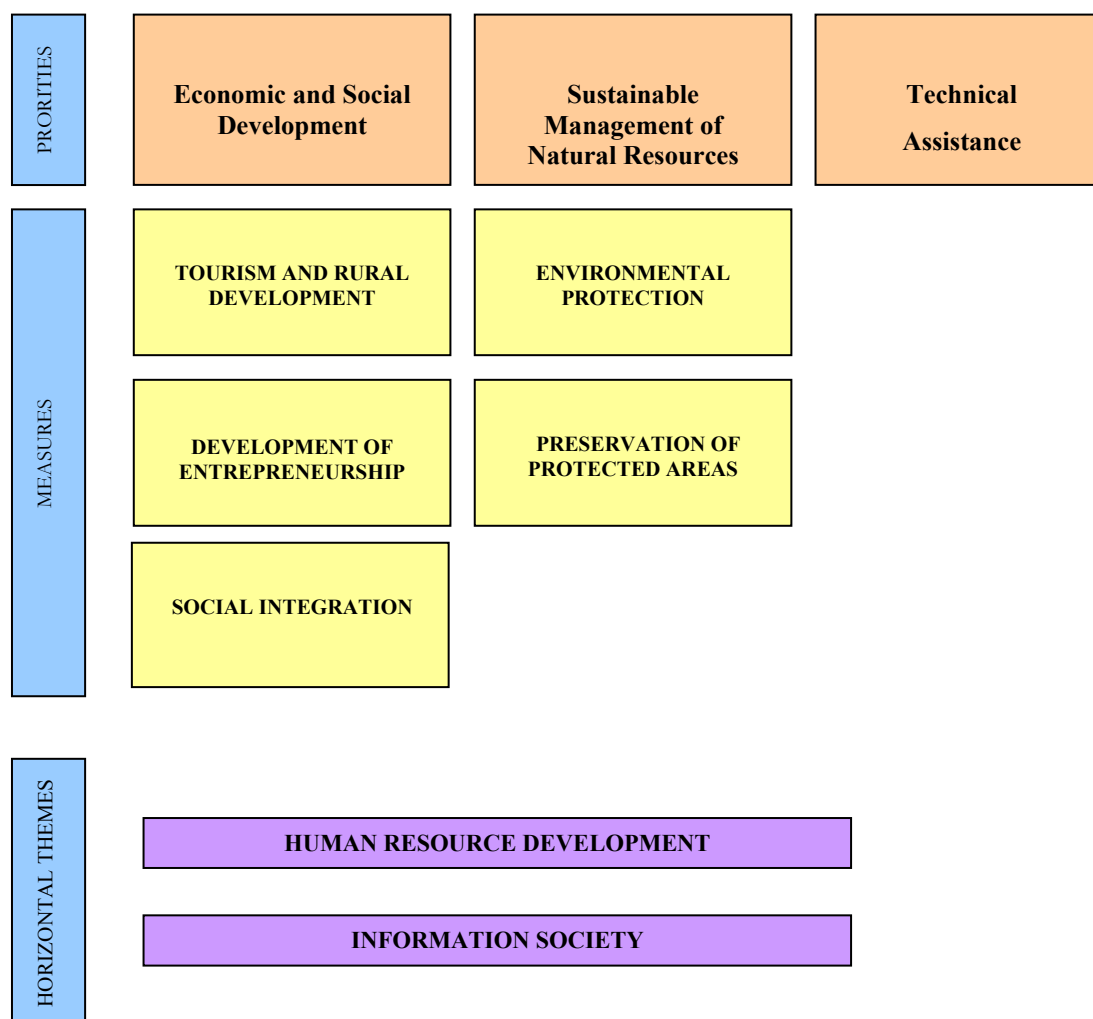 PRORITIES
Economic and Social
Development
Sustainable
Management of
Natural Resources
Technical
Assistance
MEASURES
TOURISM AND RURAL
DEVELOPMENT
ENVIRONMENTAL
PROTECTION
DEVELOPMENT OF
ENTREPRENEURSHIP
PRESERVATION OF
PROTECTED AREAS
SOCIAL INTEGRATION
HORIZONTAL THEMES
HUMAN RESOURCE DEVELOPMENT
INFORMATION SOCIETY